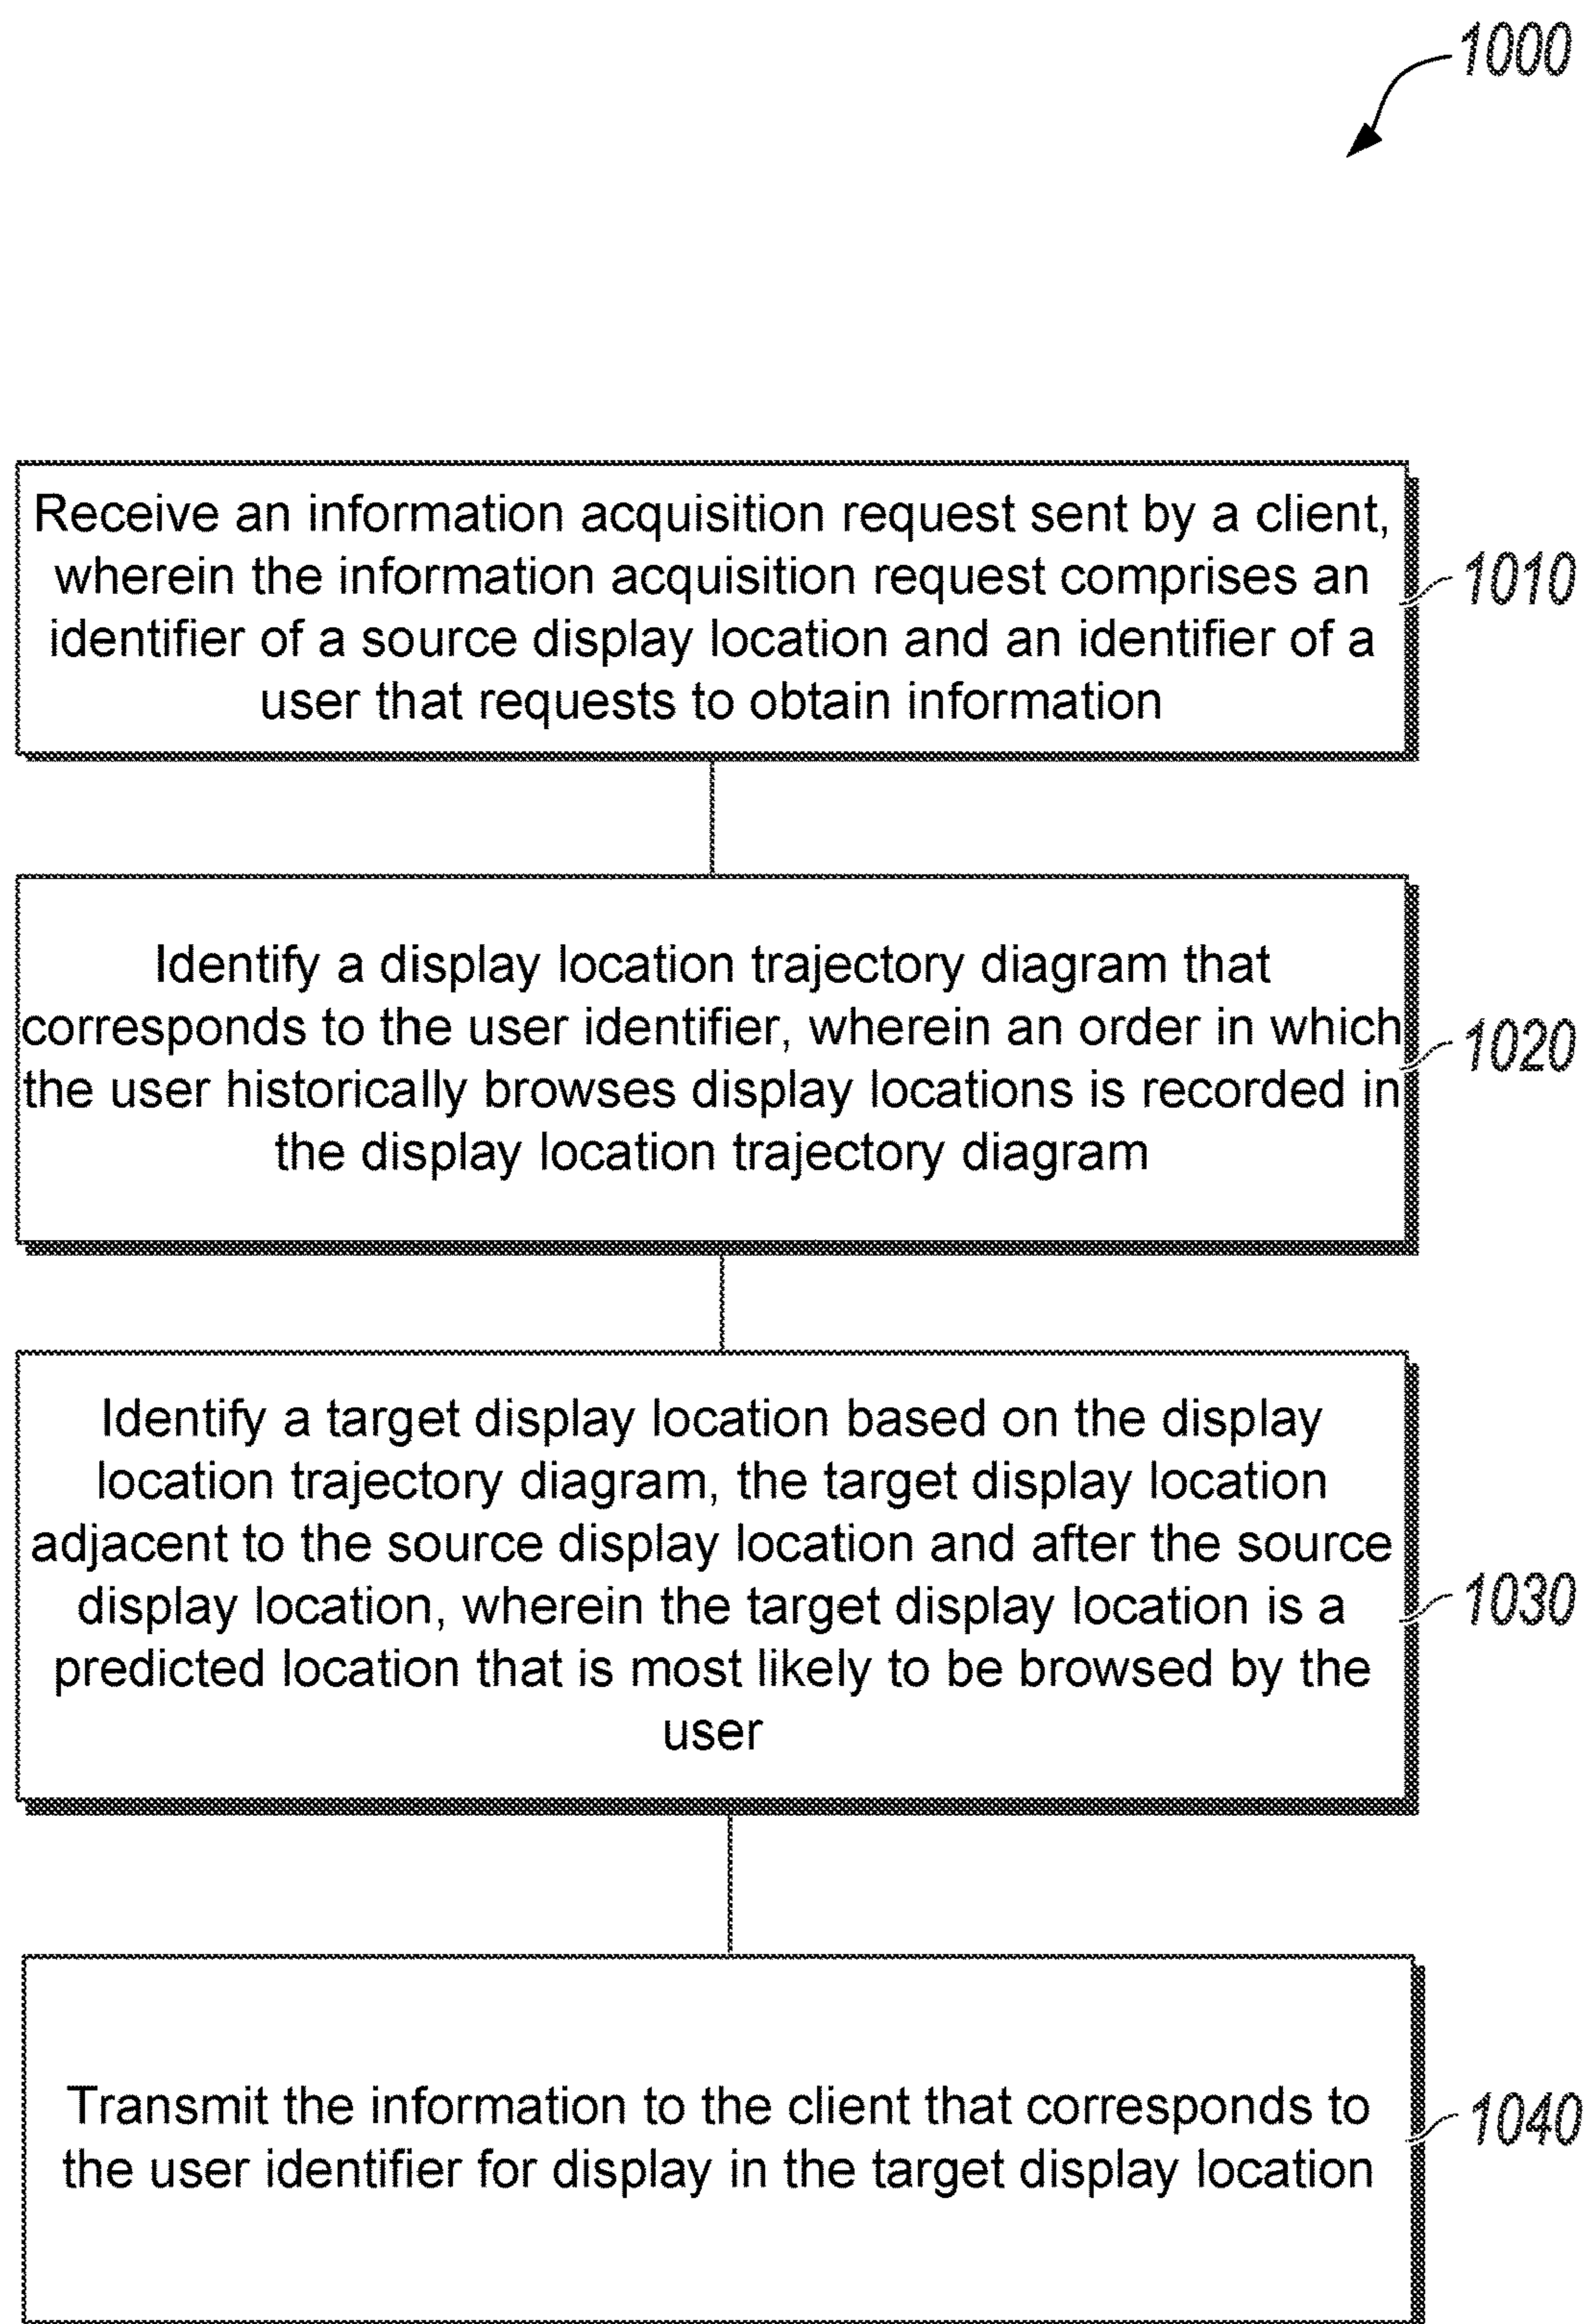 1000
Receive an information acquisition request sent by a client,
wherein the information acquisition request comprises an
identifier of a source display location and an identifier of a
user that requests to obtain information
1010
Identify a display location trajectory diagram that
corresponds to the user identifier, wherein an order in which
the user historically browses display locations is recorded in
the display location trajectory diagram
1020
Identify a target display location based on the display
location trajectory diagram, the target display location
adjacent to the source display location and after the source
display location, wherein the target display location is a
predicted location that is most likely to be browsed by the
user
1030
Transmit the information to the client that corresponds to
the user identifier for display in the target display location
1040